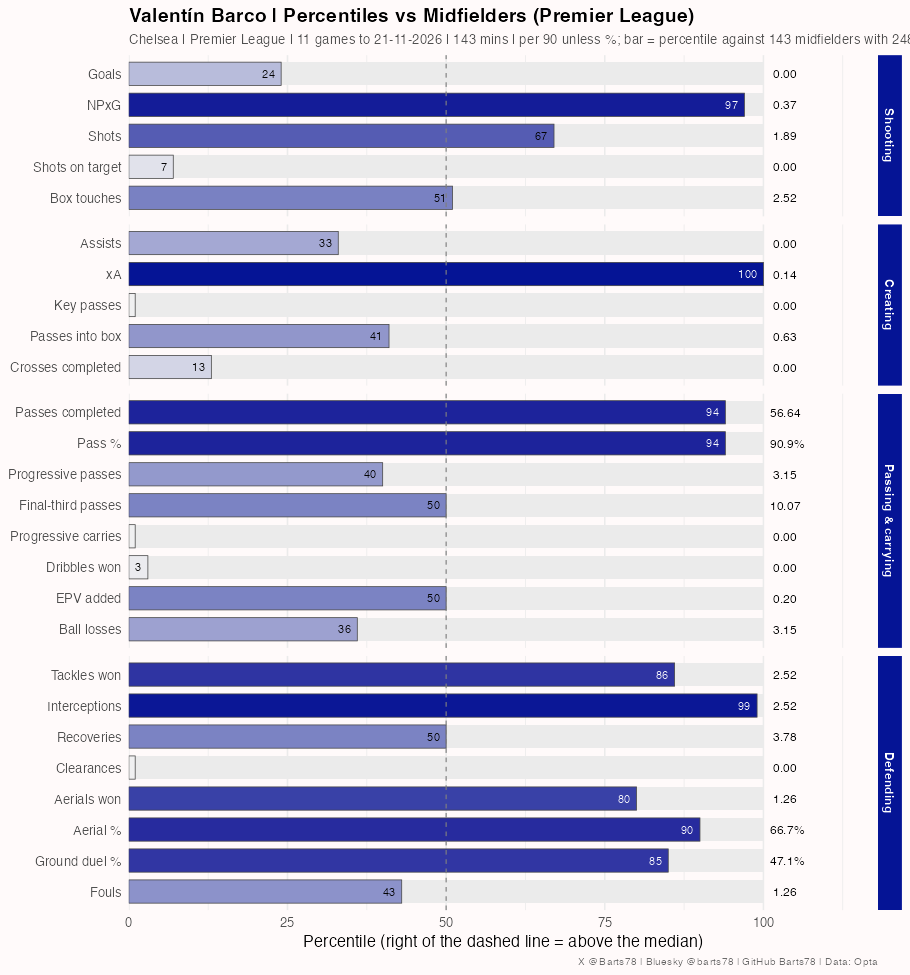 Valentín Barco | Percentiles vs Midfielders (Premier League)
Chelsea | Premier League | 11 games to 21-11-2026 | 143 mins | per 90 unless %; bar = percentile against 143 midfielders with 248
Shooting
Goals 24 0.00
NPxG 97 0.37
Shots 67 1.89
Shots on target 7 0.00
Box touches 51 2.52
Creating
Assists 33 0.00
xA 100 0.14
Key passes 0.00
Passes into box 41 0.63
Crosses completed 13 0.00
Passing & carrying
Passes completed 94 56.64
Pass % 94 90.9%
Progressive passes 40 3.15
Final-third passes 50 10.07
Progressive carries 0.00
Dribbles won 3 0.00
EPV added 50 0.20
Ball losses 36 3.15
Defending
Tackles won 86 2.52
Interceptions 99 2.52
Recoveries 50 3.78
Clearances 0.00
Aerials won 80 1.26
Aerial % 90 66.7%
Ground duel % 85 47.1%
Fouls 43 1.26
0 25 50 75 100
Percentile (right of the dashed line = above the median)
X @Barts78 | Bluesky @barts78 | GitHub Barts78 | Data: Opta